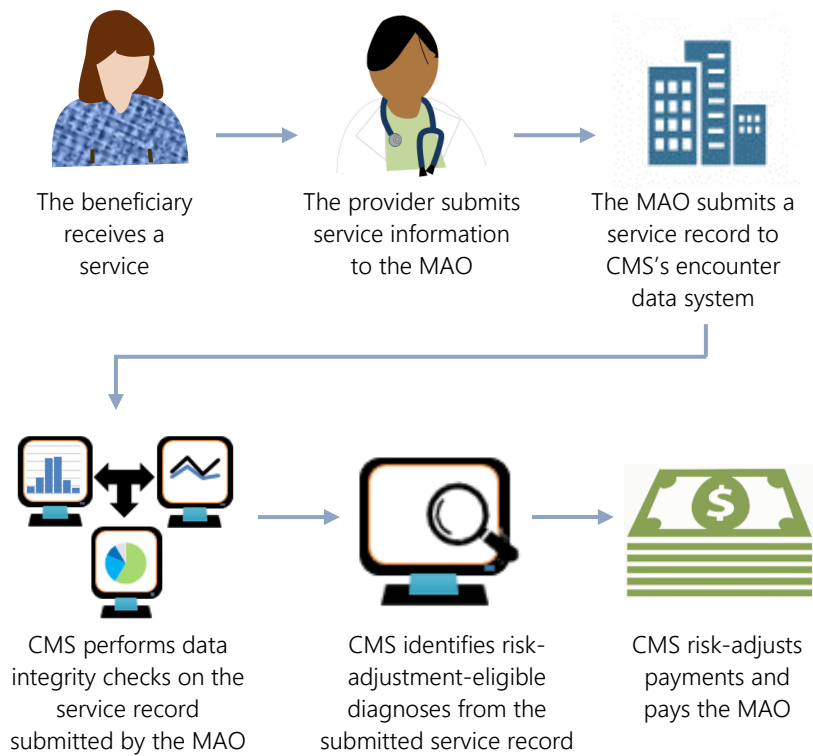 The beneficiary
receives a
service
The provider submits
service information
to the MAO
The MAO submits a
service record to
CMS's encounter
data system
CMS performs data
integrity checks on the
service record
submitted by the MAO
CMS identifies risk-
adjustment-eligible
diagnoses from the
submitted service record
$
CMS risk-adjusts
payments and
pays the MAO